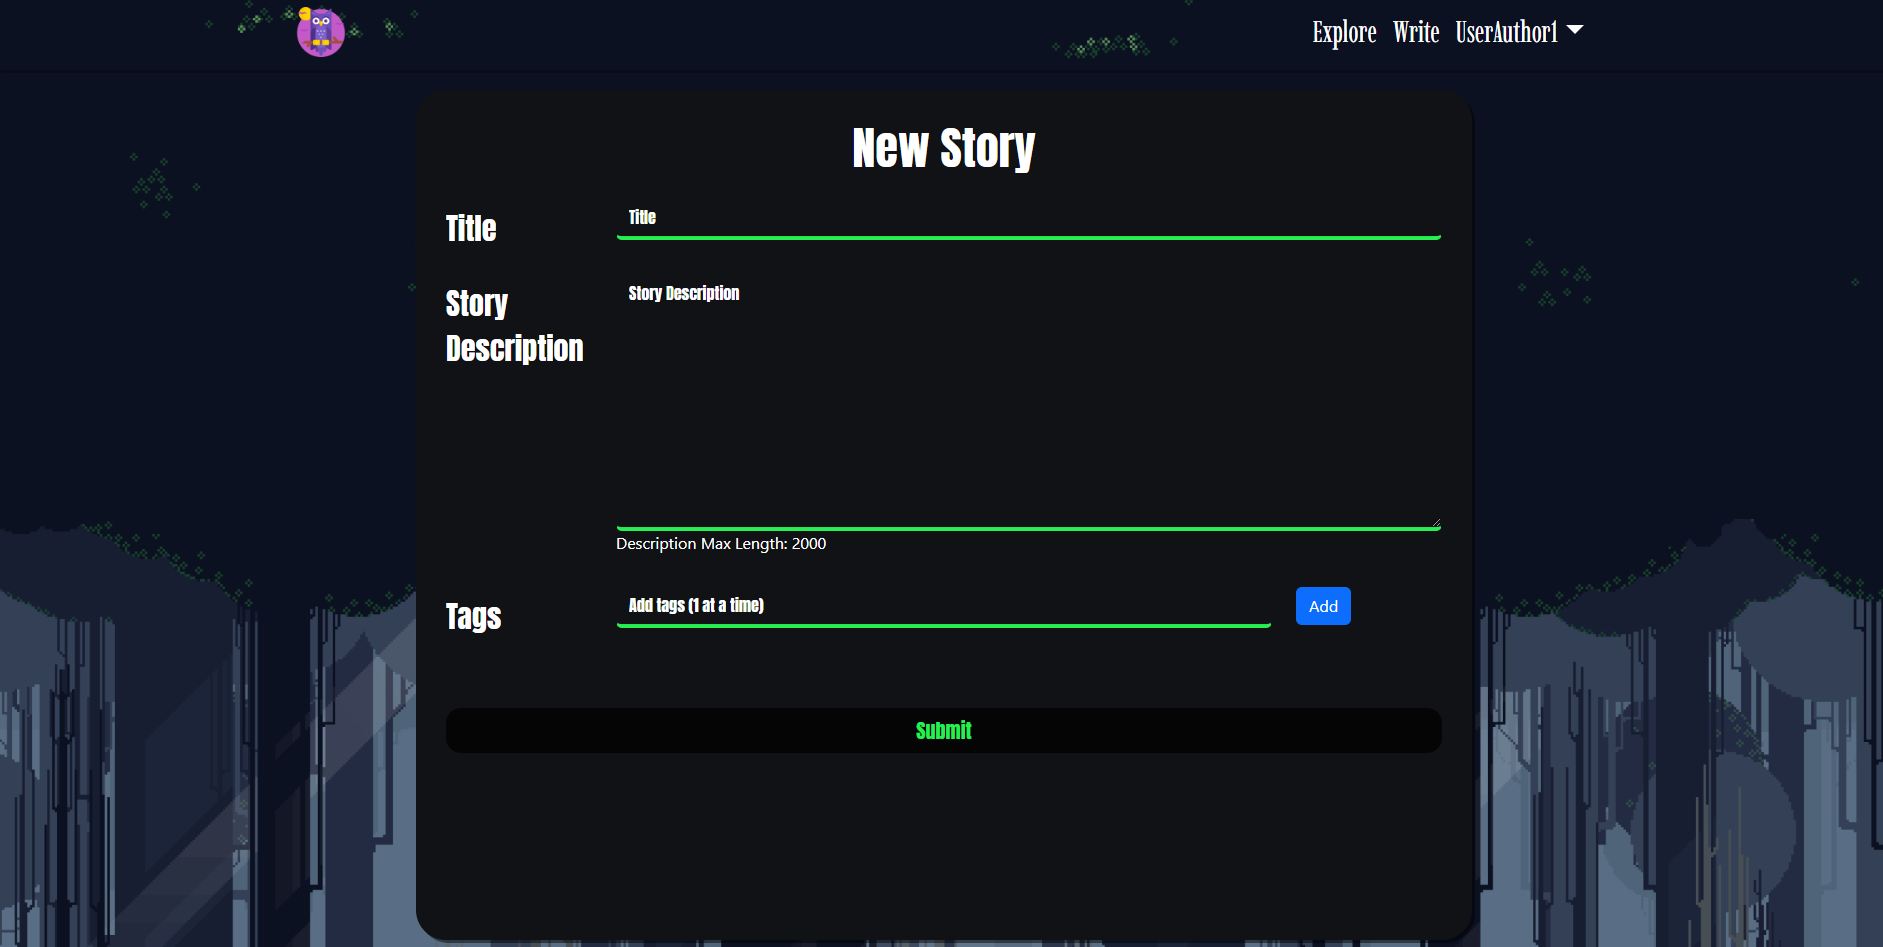 Explore Write UserAuthor1
New Story
Title
Title
Story Description
Story
Description
Description Max Length: 2000
Tags
Add tags (1 at a time)
Add
Submit